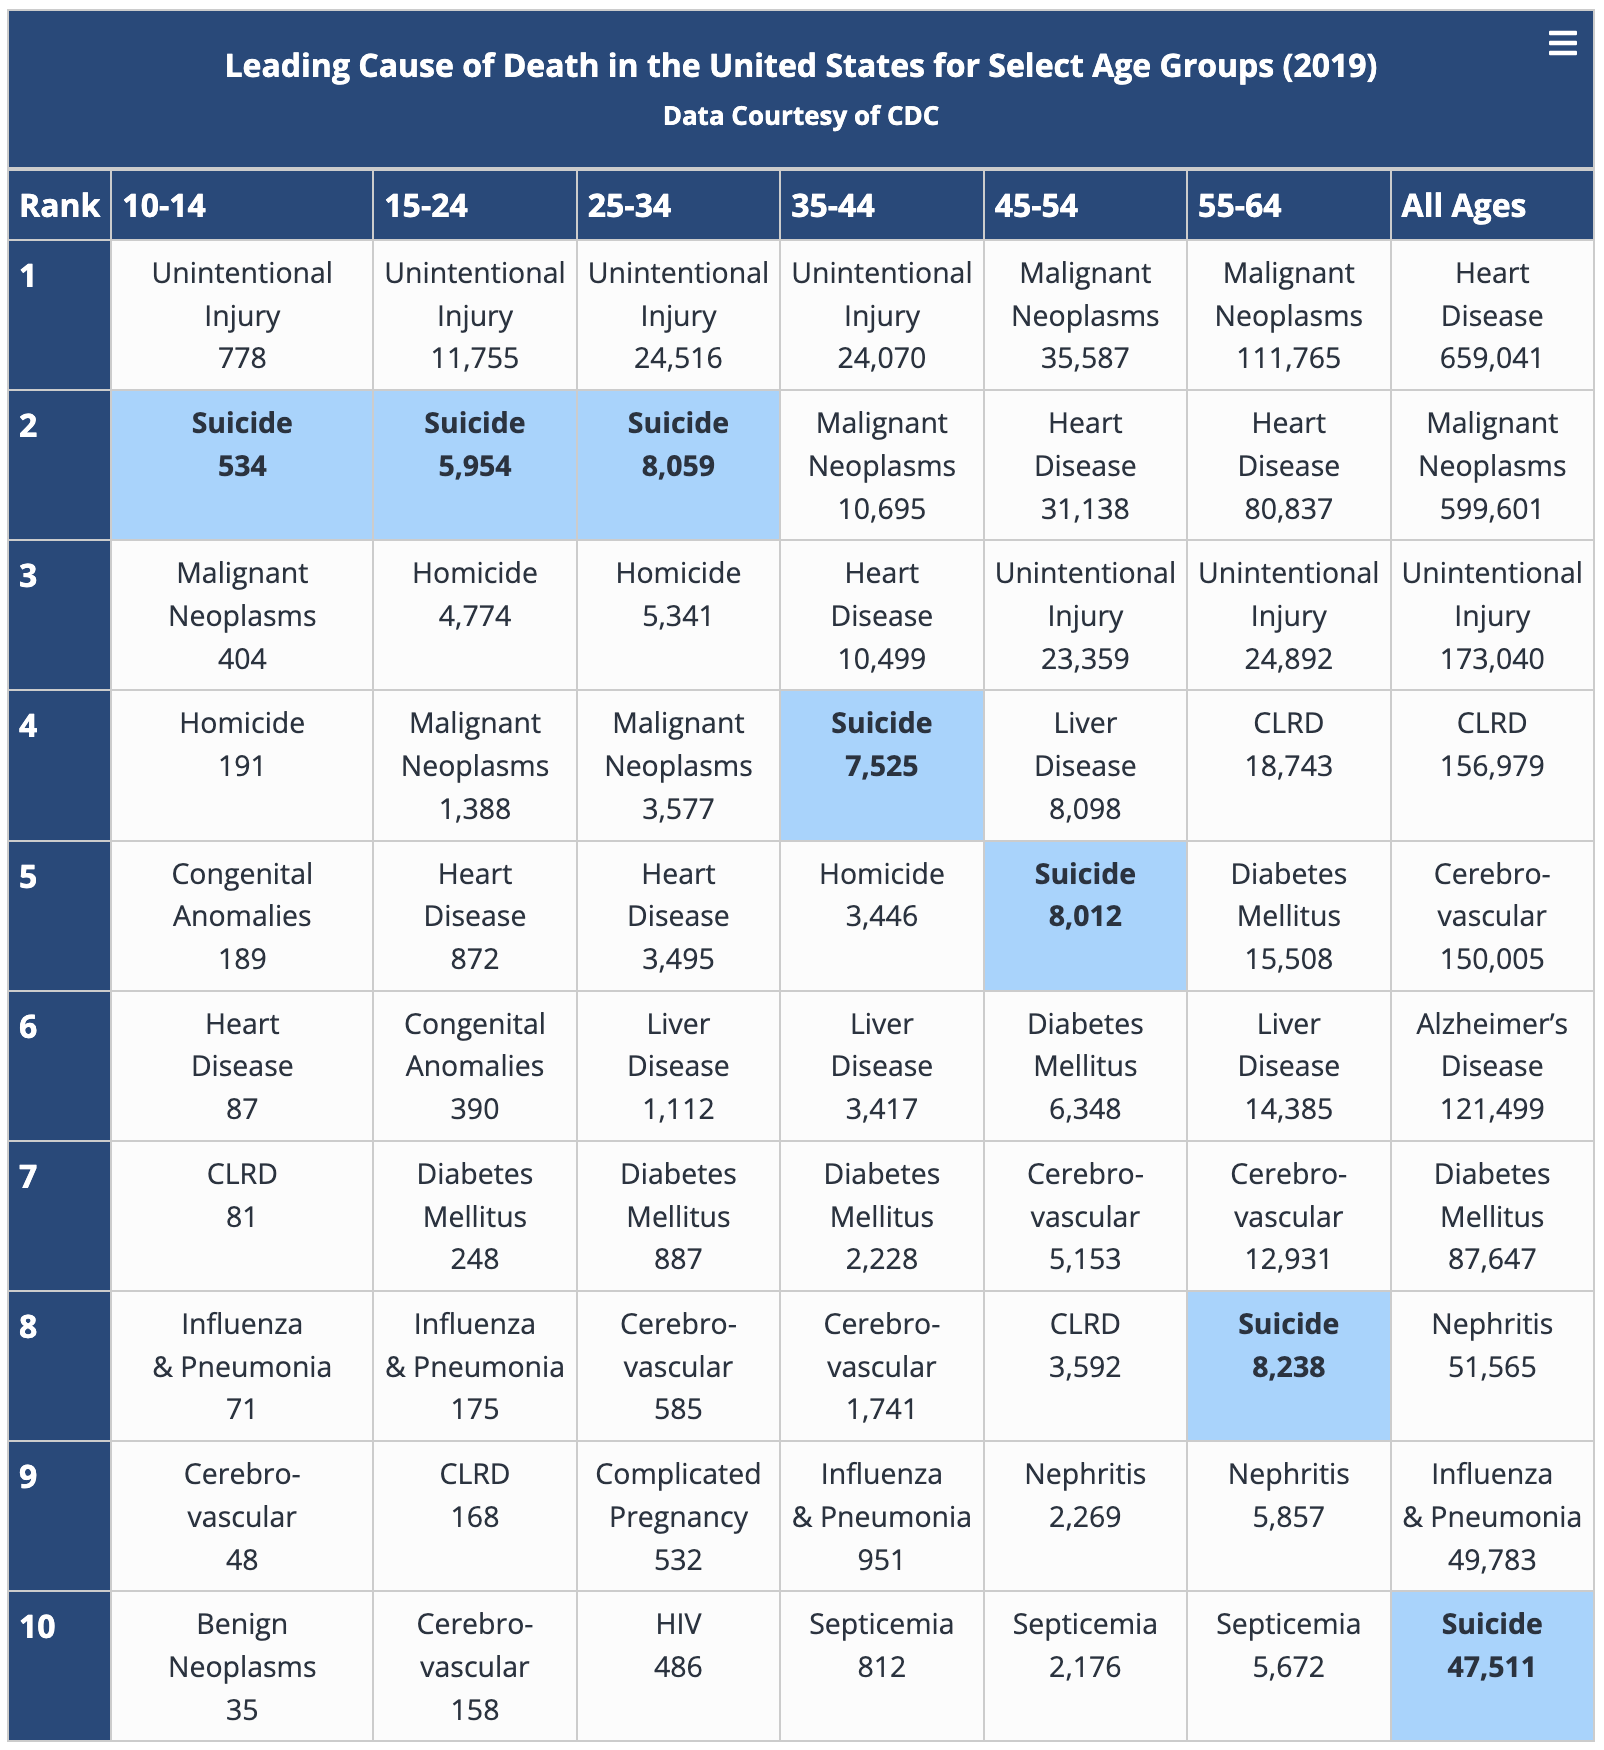 Leading Cause of Death in the United States for Select Age Groups (2019)
Data Courtesy of CDC
Rank 10-14 15-24 25-34 35-44 45-54 55-64 All Ages
1 Unintentional Unintentional Unintentional Unintentional Malignant Malignant Heart
Injury Injury Injury Injury Neoplasms Neoplasms Disease
778 11,755 24,516 24,070 35,587 111,765 659,041
2 Suicide Suicide Suicide Malignant Heart Heart Malignant
534 5,954 8,059 Neoplasms Disease Disease Neoplasms
10,695 31,138 80,837 599,601
3 Malignant Homicide Homicide Heart Unintentional Unintentional Unintentional
Neoplasms 4,774 5,341 Disease Injury Injury Injury
404 10,499 23,359 24,892 173,040
4 Homicide Malignant Malignant Suicide Liver CLRD CLRD
191 Neoplasms Neoplasms 7,525 Disease 18,743 156,979
1,388 3,577 8,098
5 Congenital Heart Heart Homicide Suicide Diabetes Cerebro-
Anomalies Disease Disease 3,446 8,012 Mellitus vascular
189 872 3,495 15,508 150,005
6 Heart Congenital Liver Liver Diabetes Liver Alzheimer’s
Disease Anomalies Disease Disease Mellitus Disease Disease
87 390 1,112 3,417 6,348 14,385 121,499
7 CLRD Diabetes Diabetes Diabetes Cerebro- Cerebro- Diabetes
81 Mellitus Mellitus Mellitus vascular vascular Mellitus
248 887 2,228 5,153 12,931 87,647
8 Influenza Influenza Cerebro- Cerebro- CLRD Suicide Nephritis
& Pneumonia & Pneumonia vascular vascular 3,592 8,238 51,565
71 175 585 1,741
9 Cerebro- CLRD Complicated Influenza Nephritis Nephritis Influenza
vascular 168 Pregnancy & Pneumonia 2,269 5,857 & Pneumonia
48 532 951 49,783
10 Benign Cerebro- HIV Septicemia Septicemia Septicemia Suicide
Neoplasms vascular 486 812 2,176 5,672 47,511
35 158